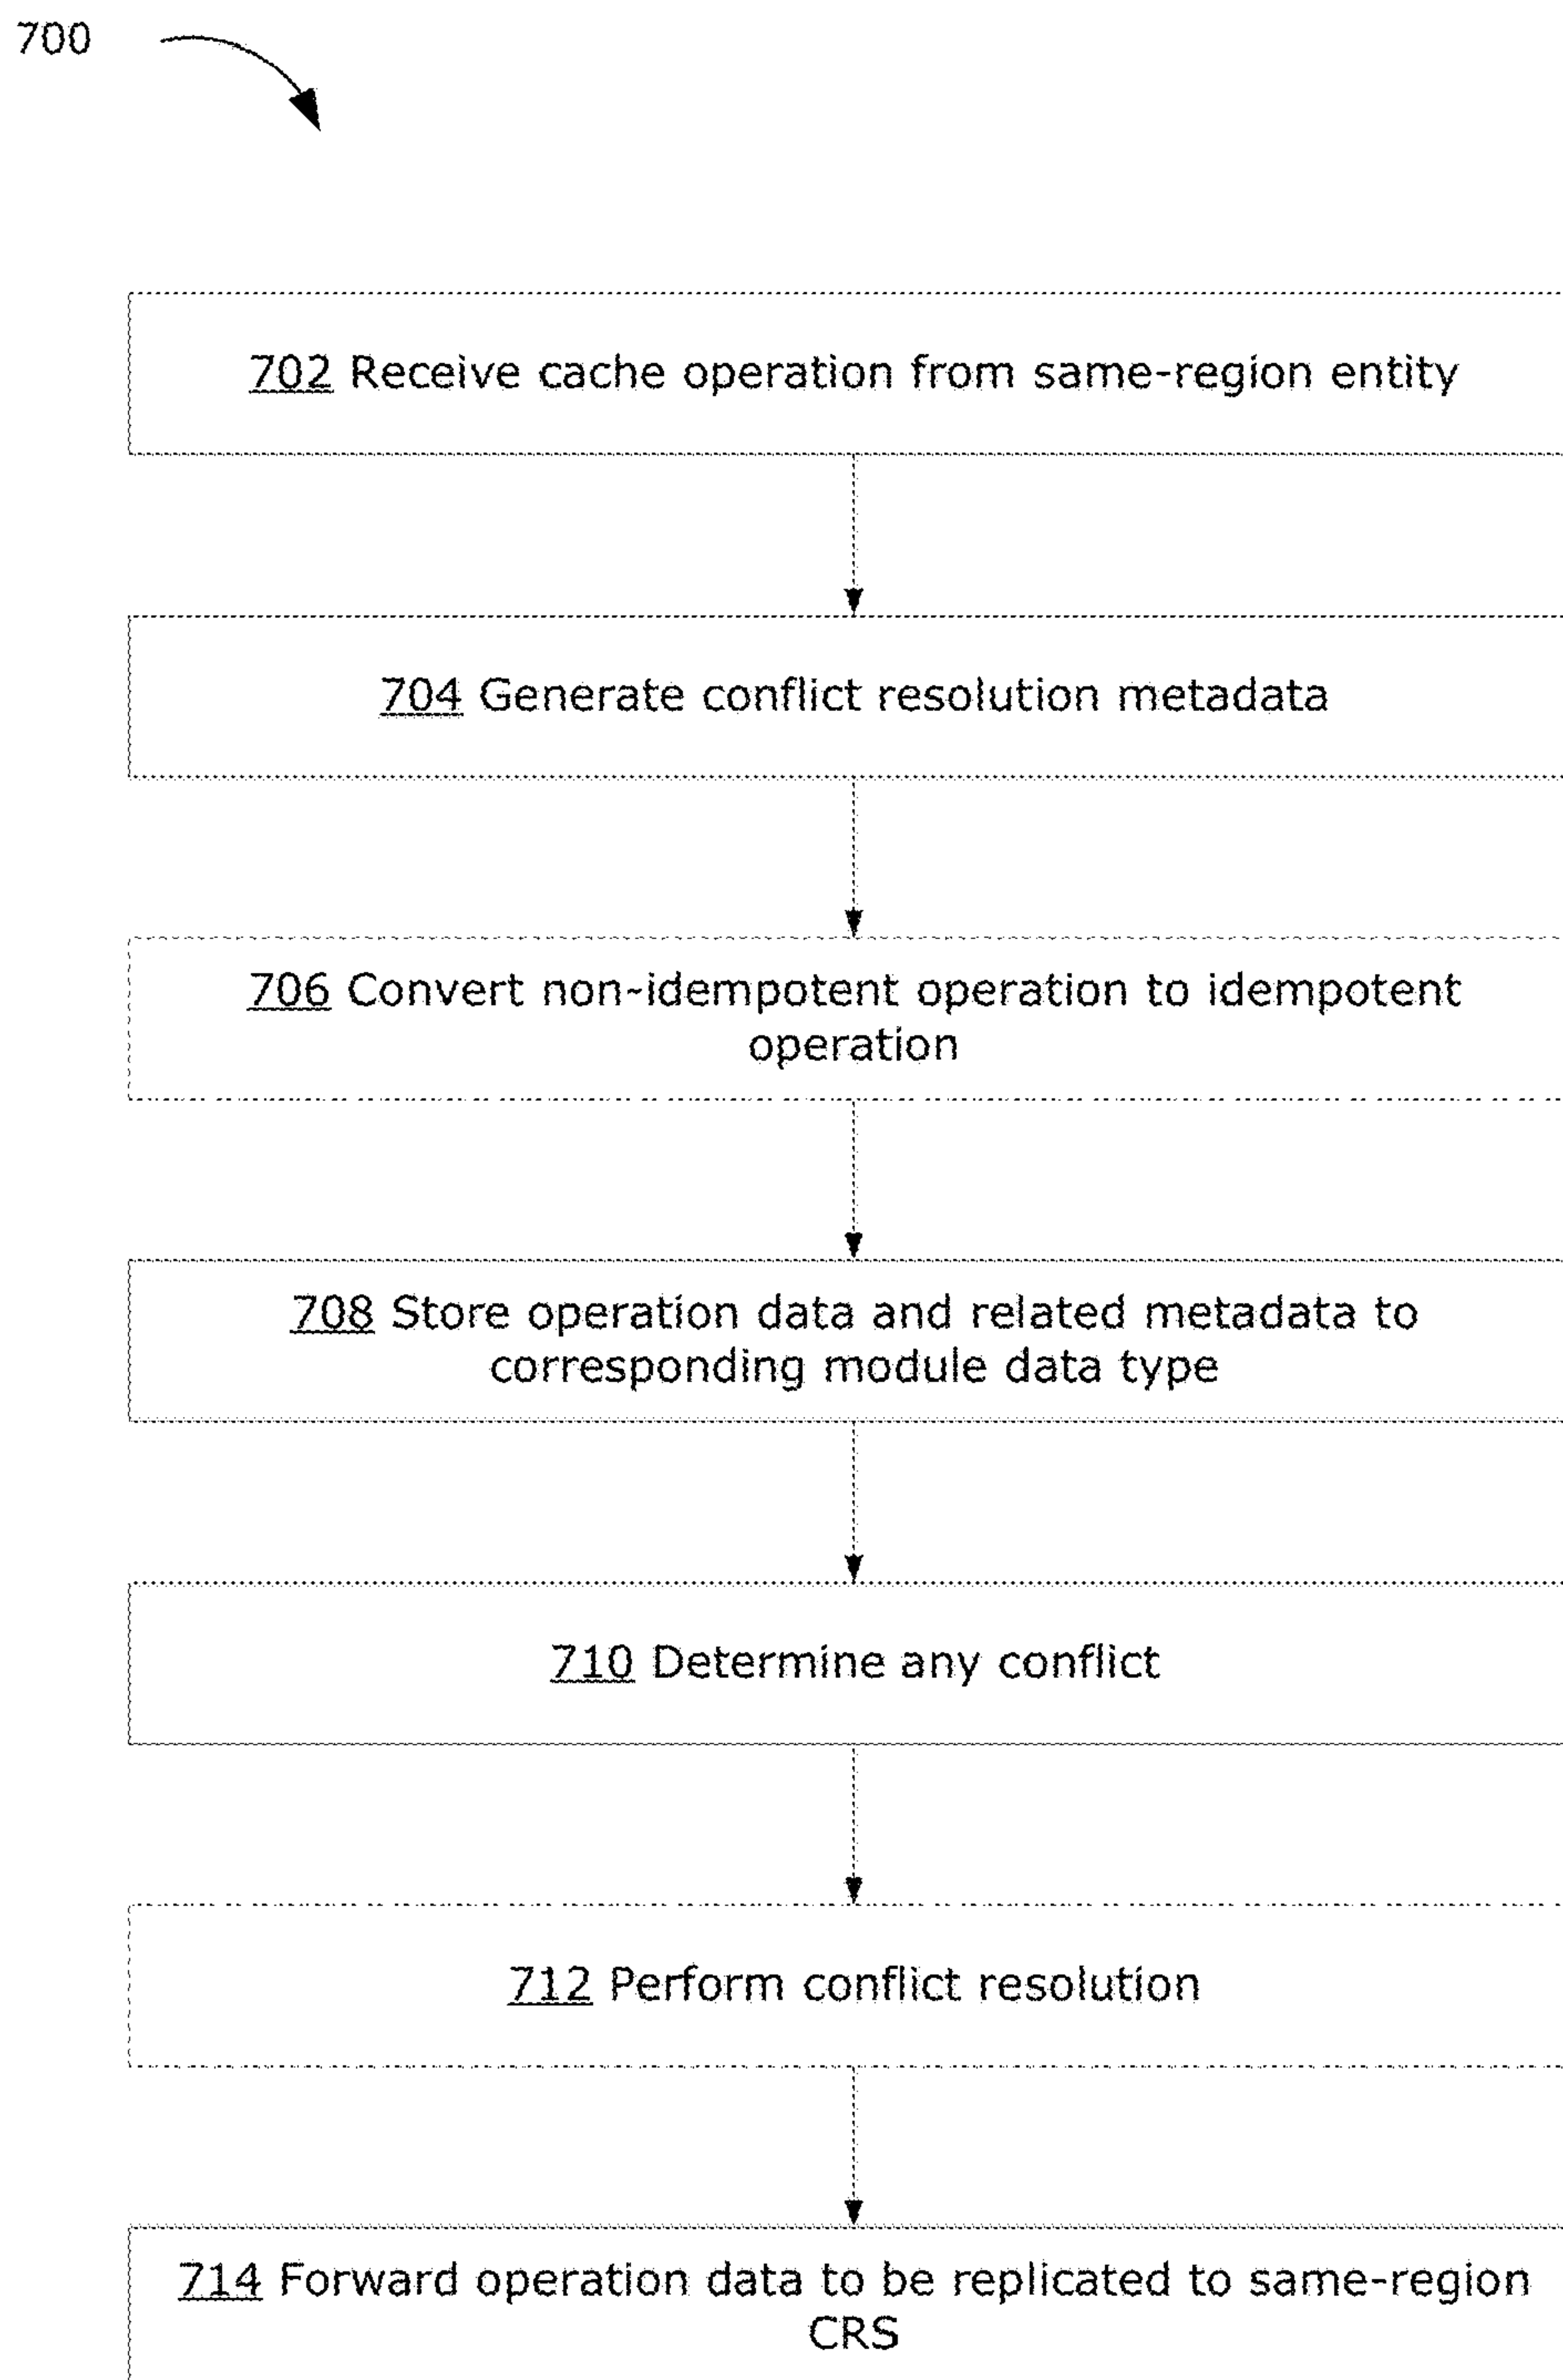 700
702 Receive cache operation from same-region entity
704 Generate conflict resolution metadata
706 Convert non-idempotent operation to idempotent
operation
708 Store operation data and related metadata to
corresponding module data type
710 Determine any conflict
712 Perform conflict resolution
714 Forward operation data to be replicated to same-region
CRS